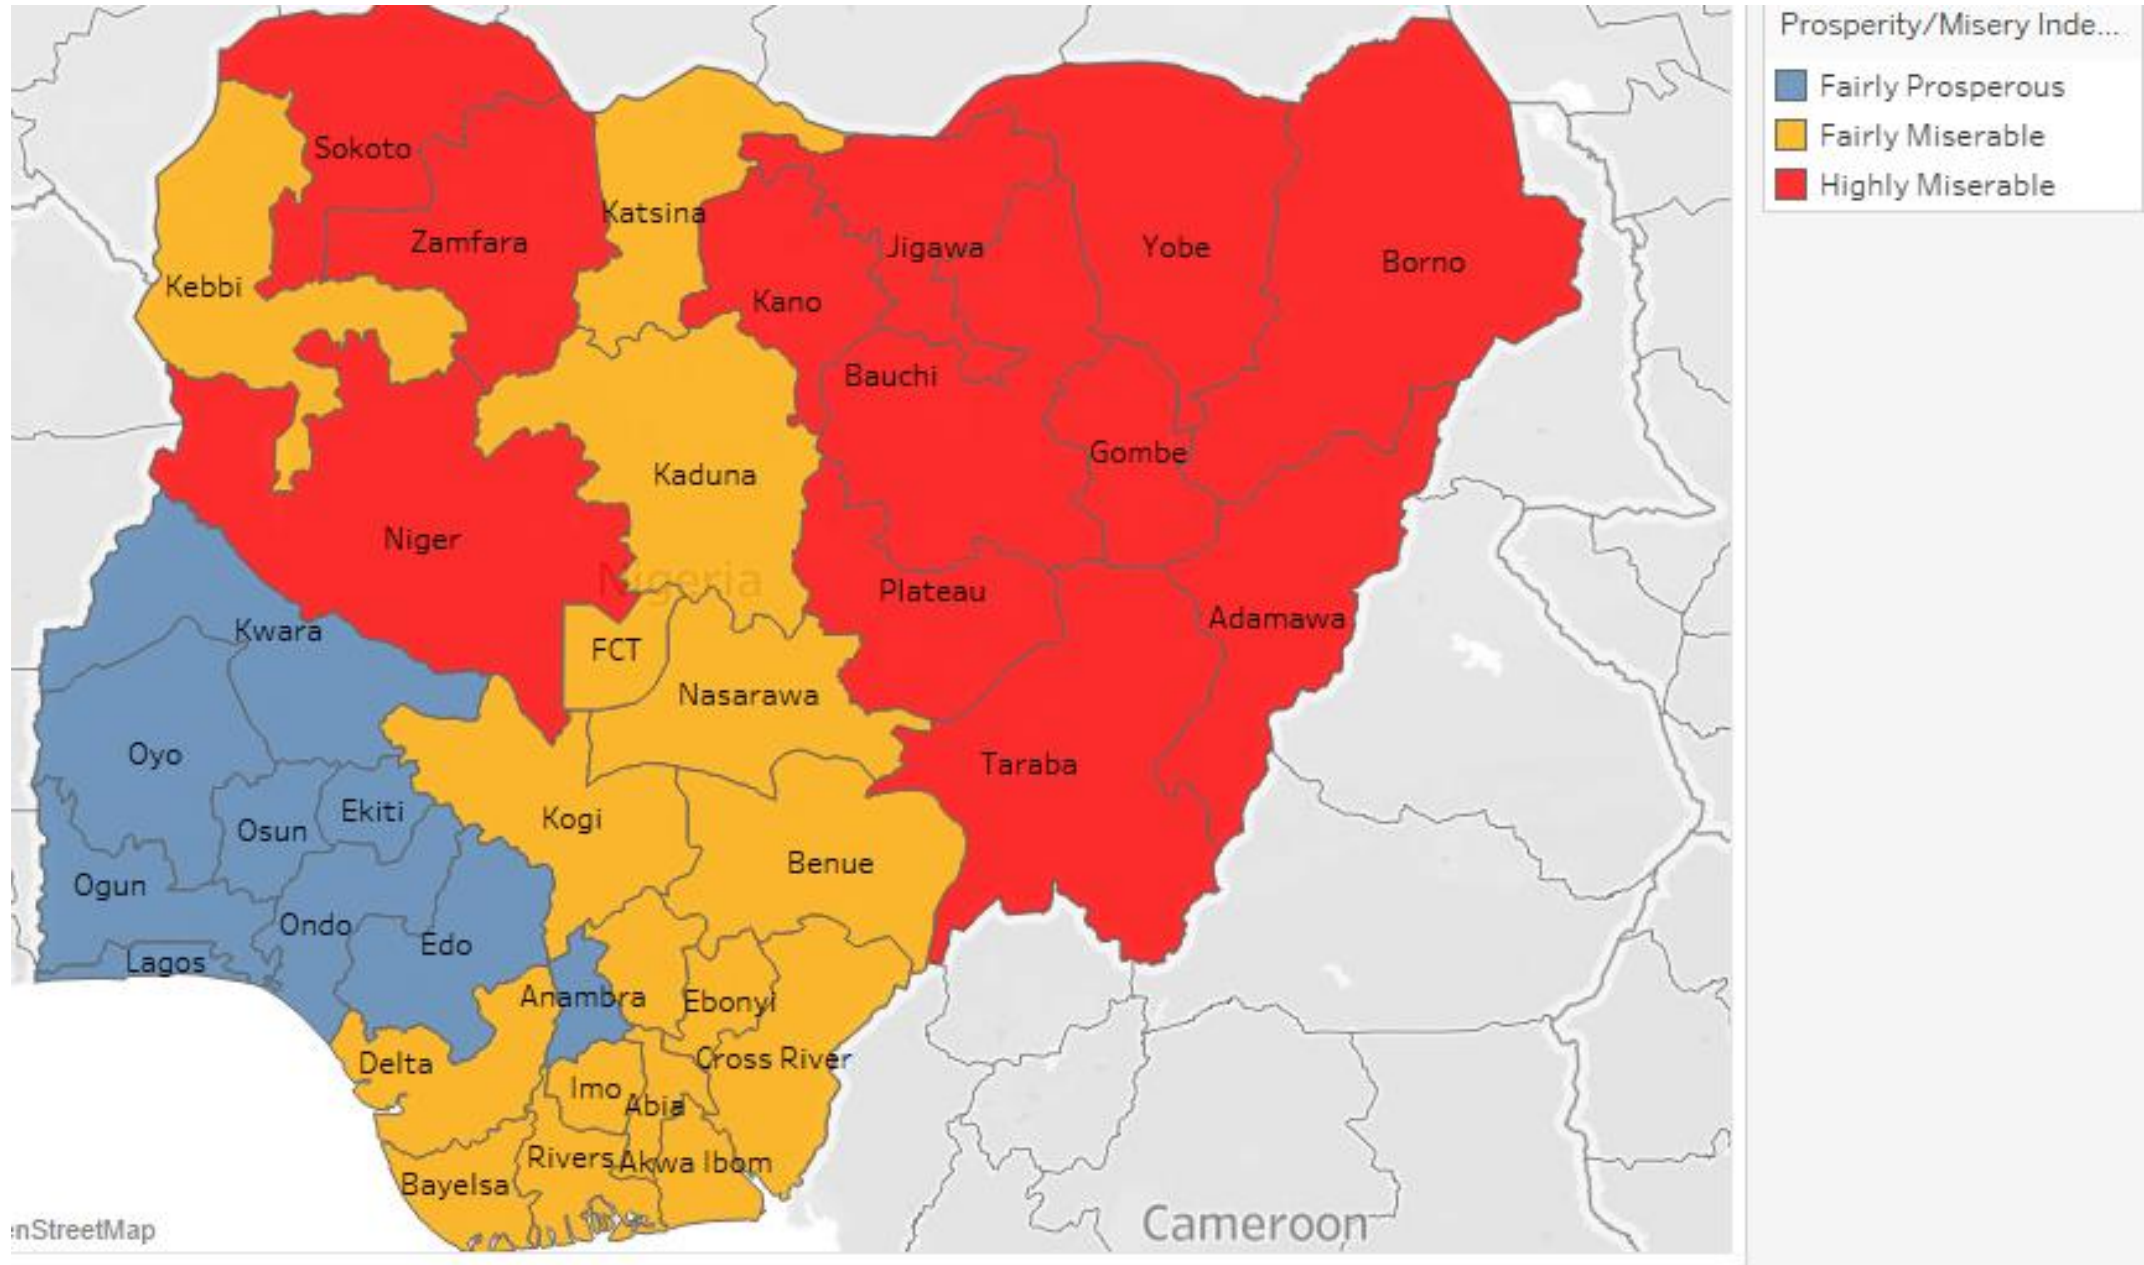 Prosperity/Misery Inde...
Fairly Prosperous
Fairly Miserable
Highly Miserable
Sokoto
Katsina
Zamfara
Jigawa
Yobe
Borno
Kebbi
Kano
Bauchi
Gombe
Kaduna
Niger
Nigeria
Plateau
Adamawa
Kwara
FCT
Nasarawa
Oyo
Taraba
Ekiti
Kogi
Osun
Benue
Ogun
Ondo
Edo
Lagos
Anambra
Ebonyi
Delta
Cross River
Imo
Abia
Rivers
Akwa Ibom
Bayelsa
enStreetMap
Cameroon